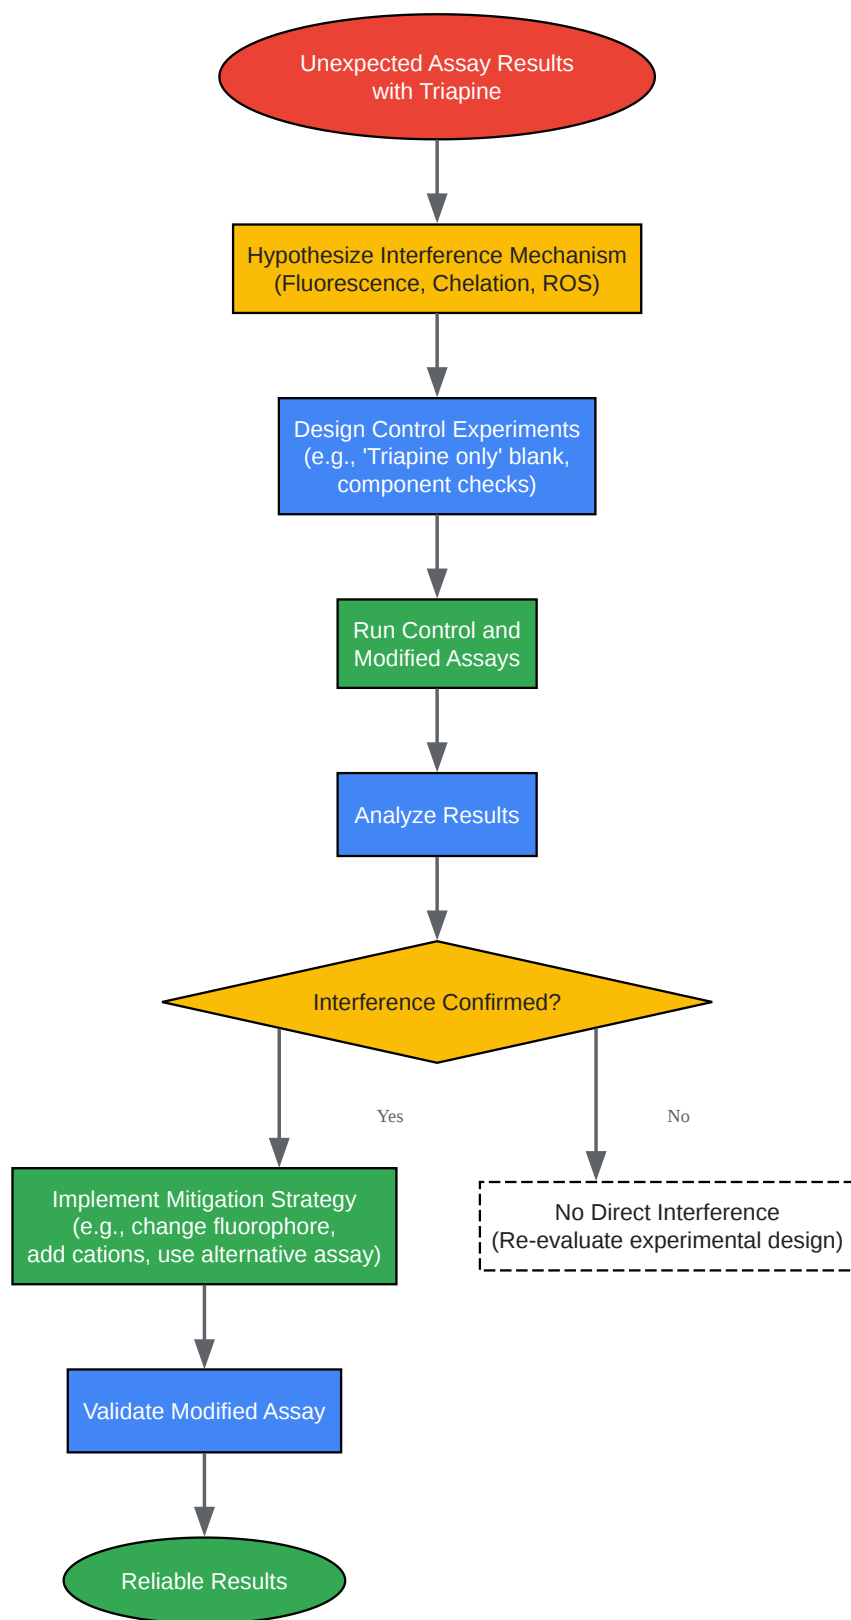 Unexpected Assay Results
with Triapine
Hypothesize Interference Mechanism
(Fluorescence, Chelation, ROS)
Design Control Experiments
(e.g., 'Triapine only' blank,
component checks)
Run Control and
Modified Assays
Analyze Results
Interference Confirmed?
Yes
No
Implement Mitigation Strategy
(e.g., change fluorophore,
add cations, use alternative assay)
No Direct Interference
(Re-evaluate experimental design)
Validate Modified Assay
Reliable Results